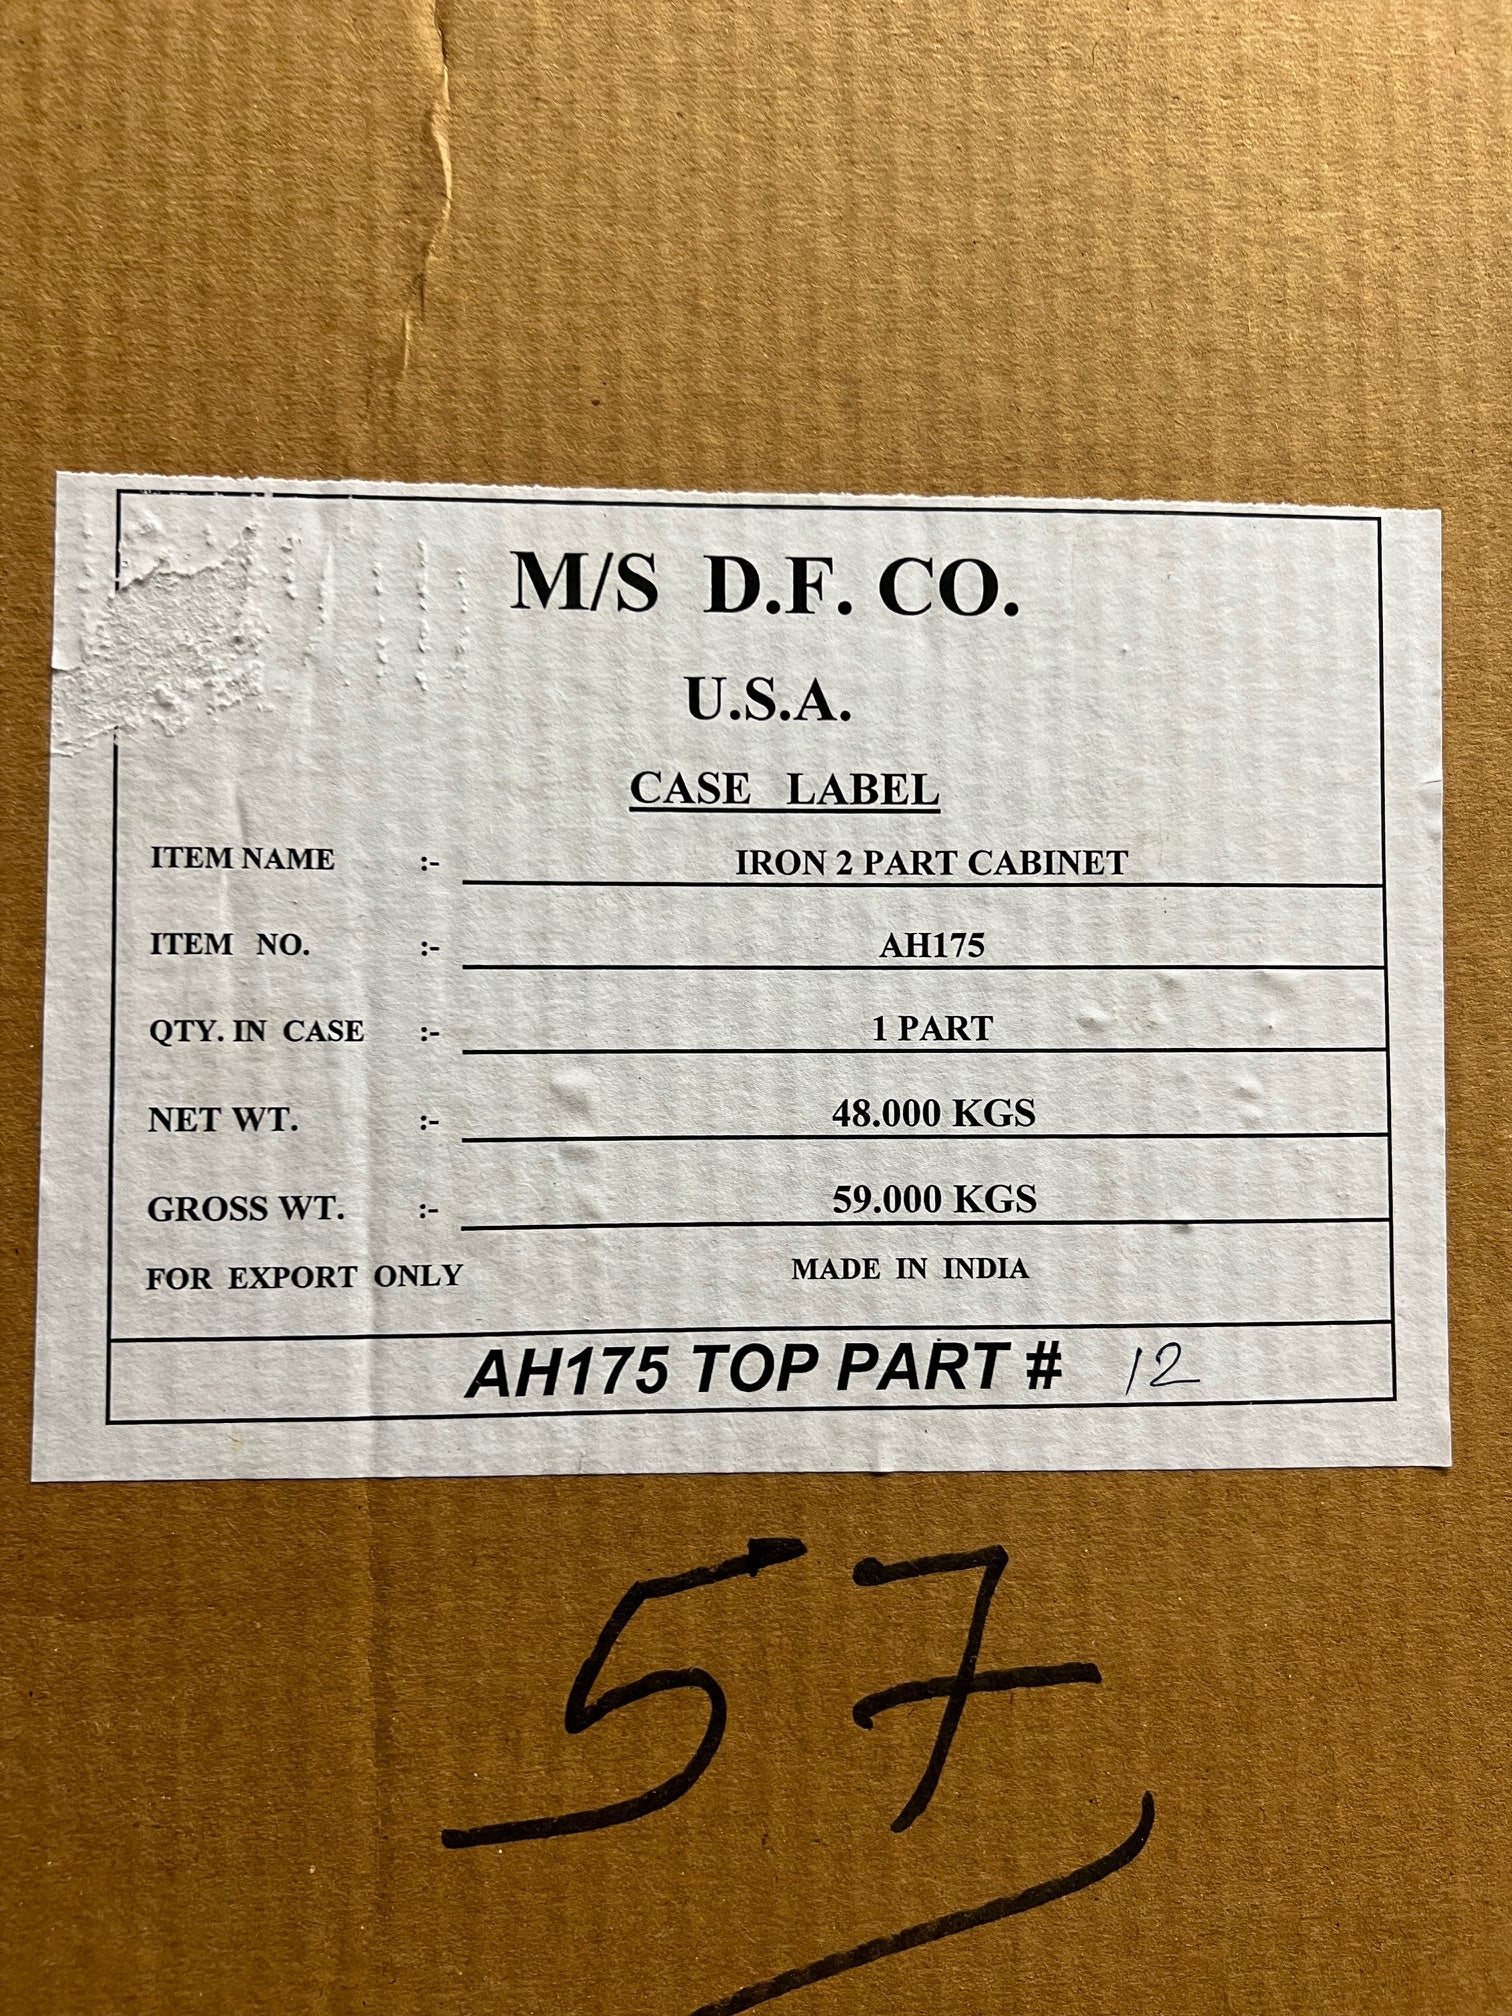 M/S D.F. CO.
U.S.A.
CASE LABEL
ITEM NAME :- IRON 2 PART CABINET
ITEM NO. :- AH175
QTY. IN CASE :- 1 PART
NET WT. :- 48.000 KGS
GROSS WT. :- 59.000 KGS
FOR EXPORT ONLY MADE IN INDIA
AH175 TOP PART # 12
57